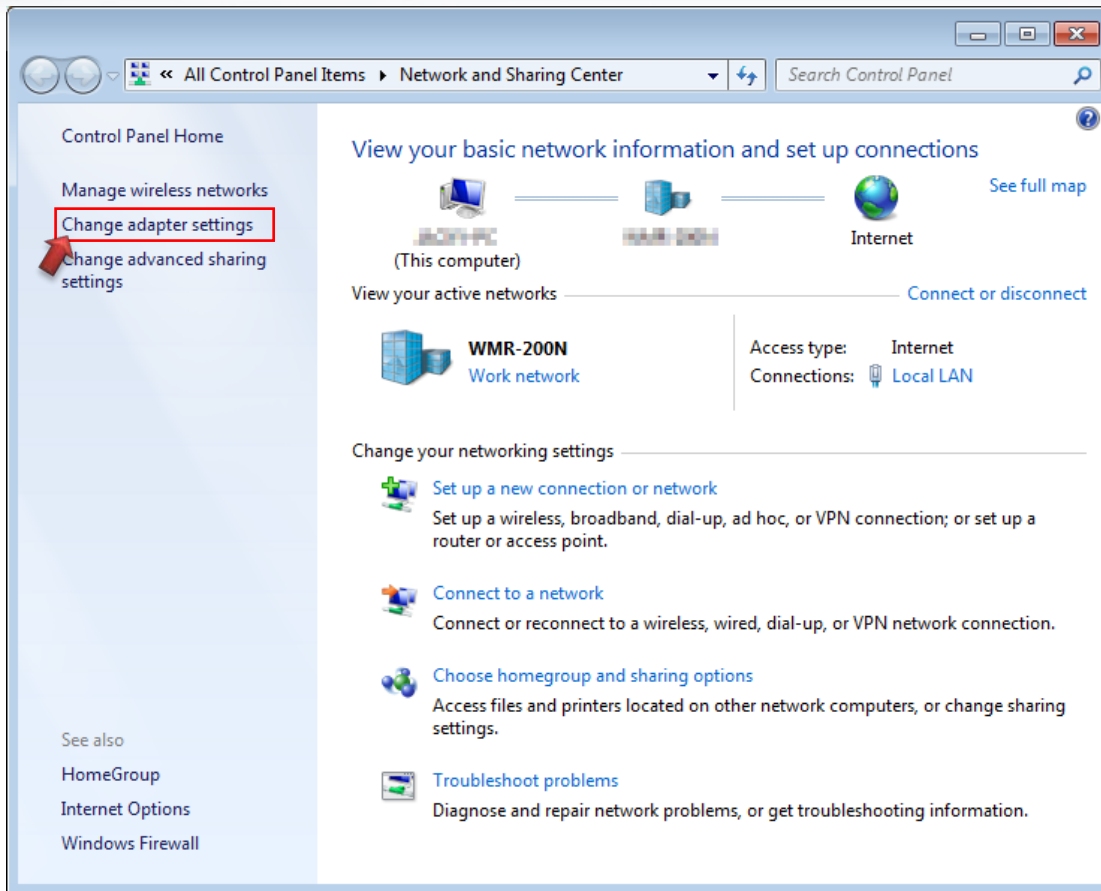 « All Control Panel Items ▸ Network and Sharing Center
Search Control Panel
Control Panel Home
Manage wireless networks
Change adapter settings
Change advanced sharing
settings
See also
HomeGroup
Internet Options
Windows Firewall
View your basic network information and set up connections
See full map
(This computer)
Internet
View your active networks
Connect or disconnect
WMR-200N
Work network
Access type: Internet
Connections: Local LAN
Change your networking settings
Set up a new connection or network
Set up a wireless, broadband, dial-up, ad hoc, or VPN connection; or set up a
router or access point.
Connect to a network
Connect or reconnect to a wireless, wired, dial-up, or VPN network connection.
Choose homegroup and sharing options
Access files and printers located on other network computers, or change sharing
settings.
Troubleshoot problems
Diagnose and repair network problems, or get troubleshooting information.